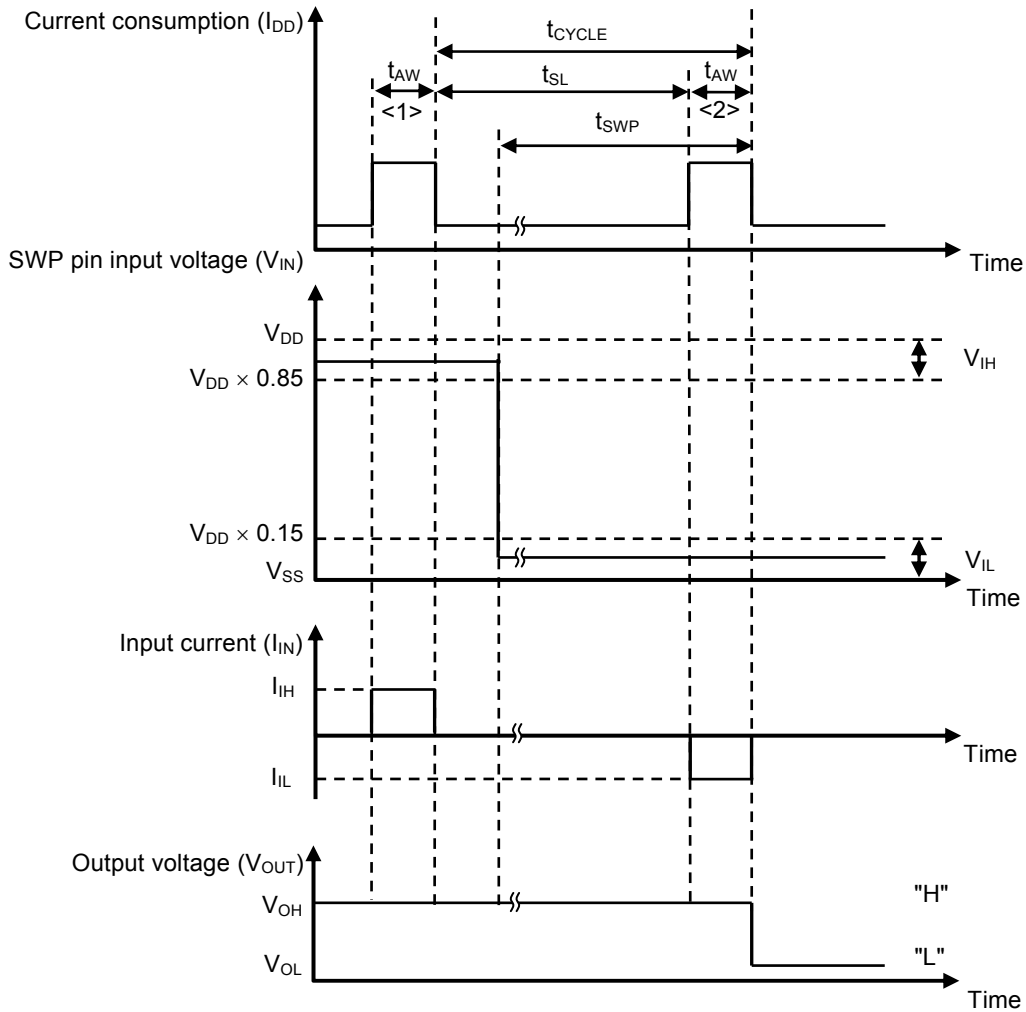 Current consumption (IDD)
tCYCLE
tAW
tSL
tAW
<1>
<2>
tSWP
Time
SWP pin input voltage (VIN)
VDD
VIH
VDD × 0.85
VDD × 0.15
VIL
VSS
Time
Input current (IIN)
IIH
Time
IIL
Output voltage (VOUT)
VOH
"H"
VOL
"L"
Time